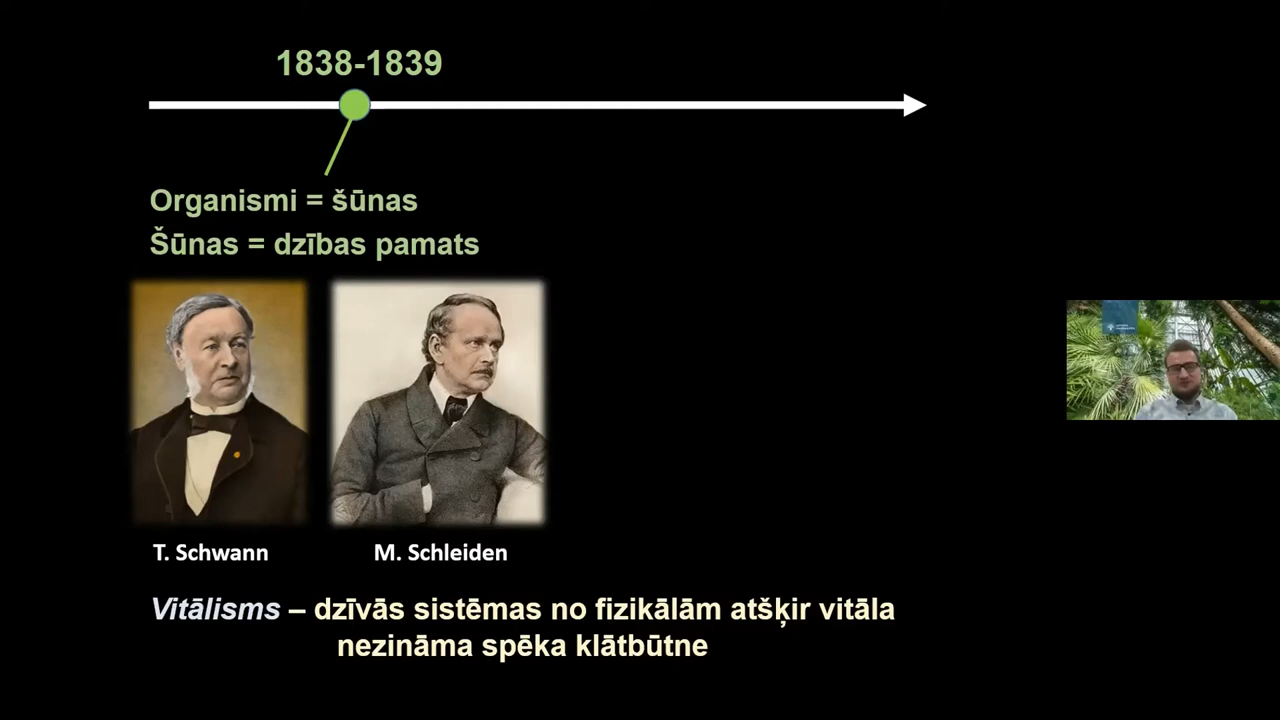 1838-1839
Organismi = šūnas
Šūnas = dzības pamats
T. Schwann
M. Schleiden
Vitālisms – dzīvās sistēmas no fizikālām atšķir vitāla
nezināma spēka klātbūtne